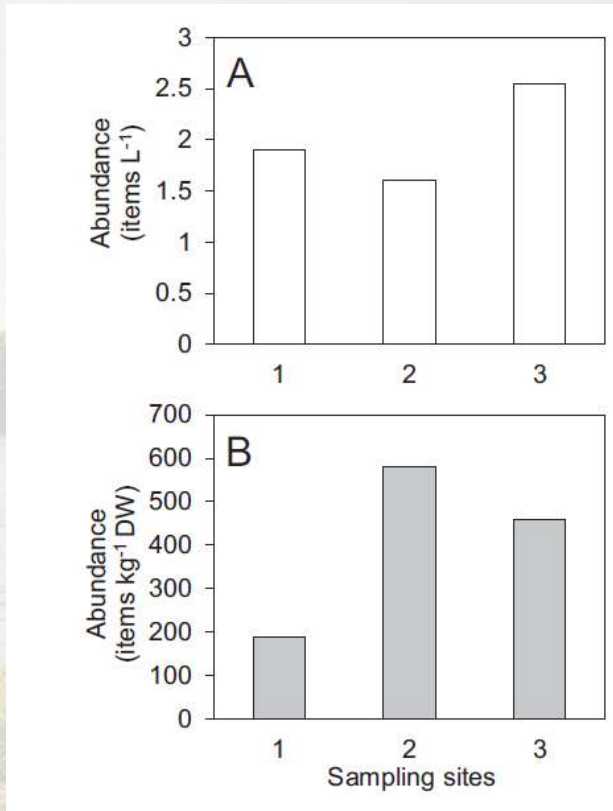 3
A
2.5
2
1.5
1
0.5
0
Abundance
(items L⁻¹)
1 2 3
700
B
600
500
400
300
200
100
0
Abundance
(items kg⁻¹ DW)
1 2 3
Sampling sites